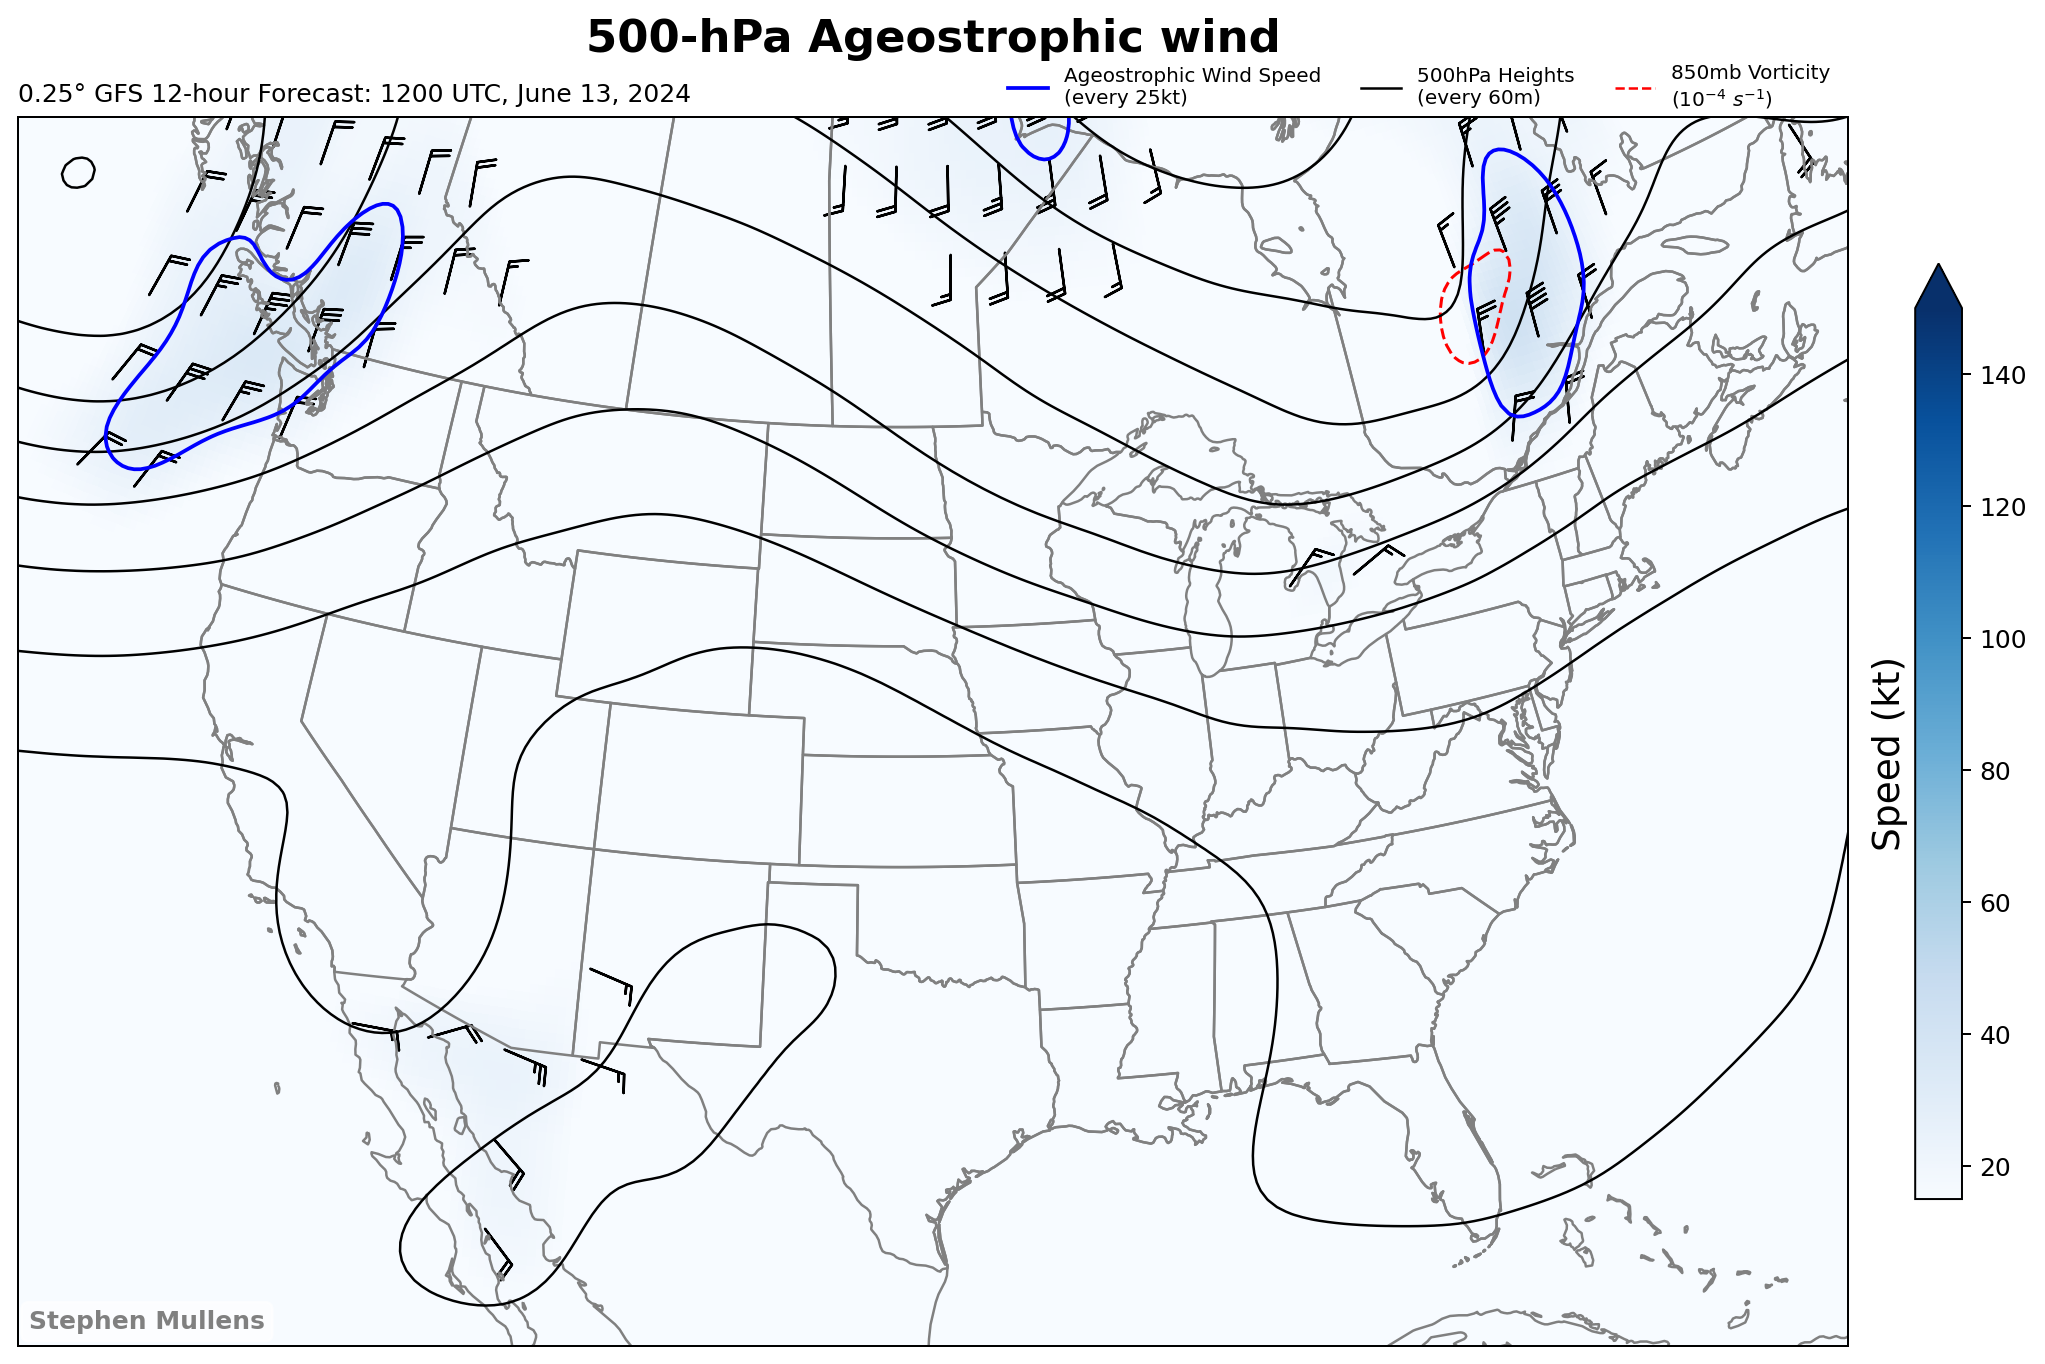 500-hPa Ageostrophic wind
0.25° GFS 12-hour Forecast: 1200 UTC, June 13, 2024
Ageostrophic Wind Speed
(every 25kt)
500hPa Heights
(every 60m)
850mb Vorticity
(10⁻⁴ s⁻¹)
140
120
100
80
60
40
20
Speed (kt)
Stephen Mullens